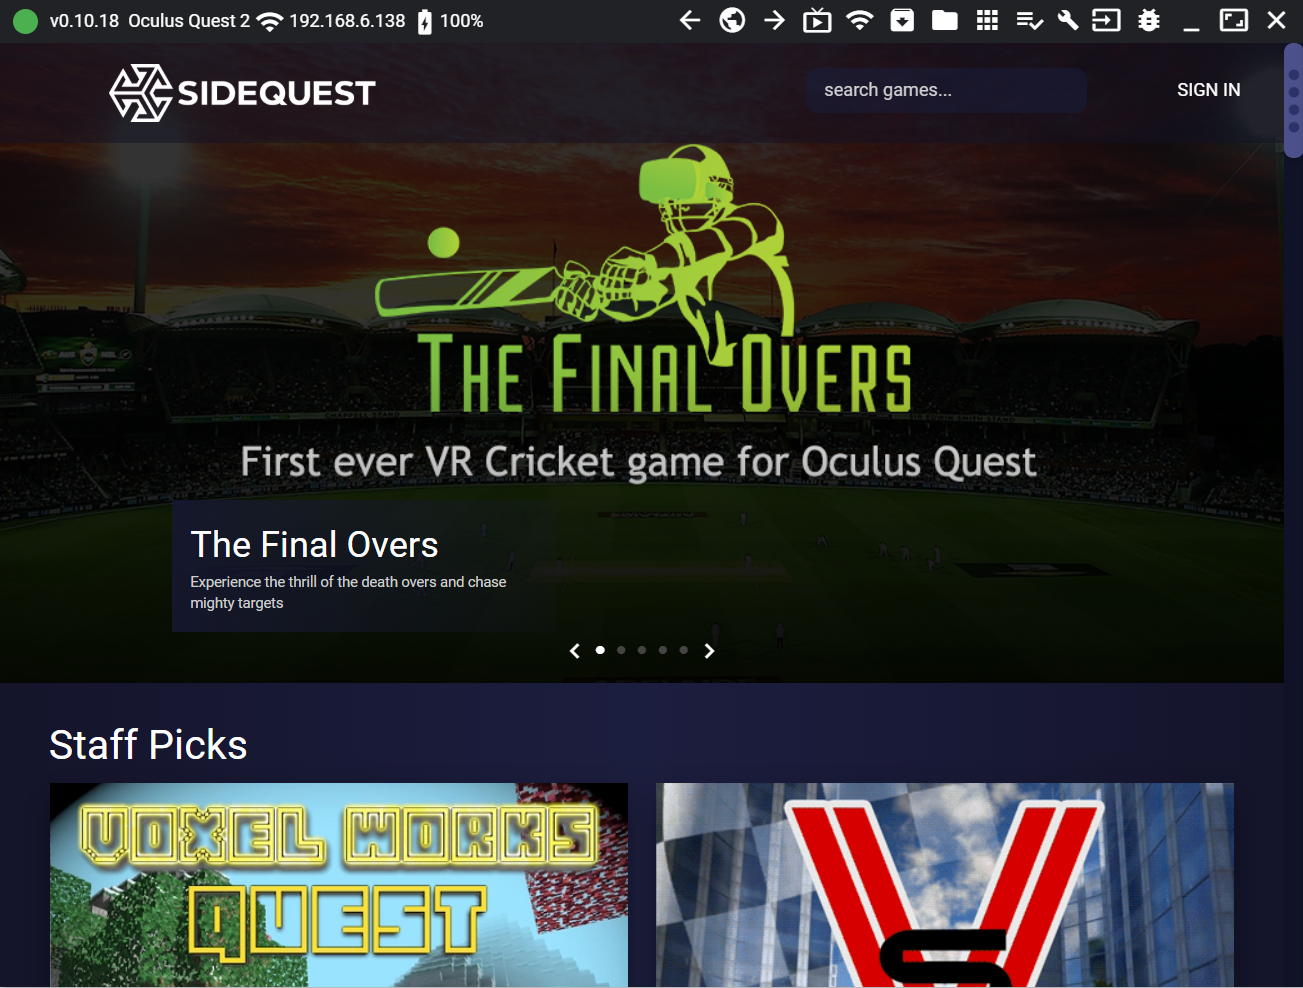 v0.10.18 Oculus Quest 2 192.168.6.138 100%
SIDEQUEST
search games...
SIGN IN
THE FINAL OVERS
First ever VR Cricket game for Oculus Quest
The Final Overs
Experience the thrill of the death overs and chase
mighty targets
Staff Picks
VOXEL WORKS
QUEST